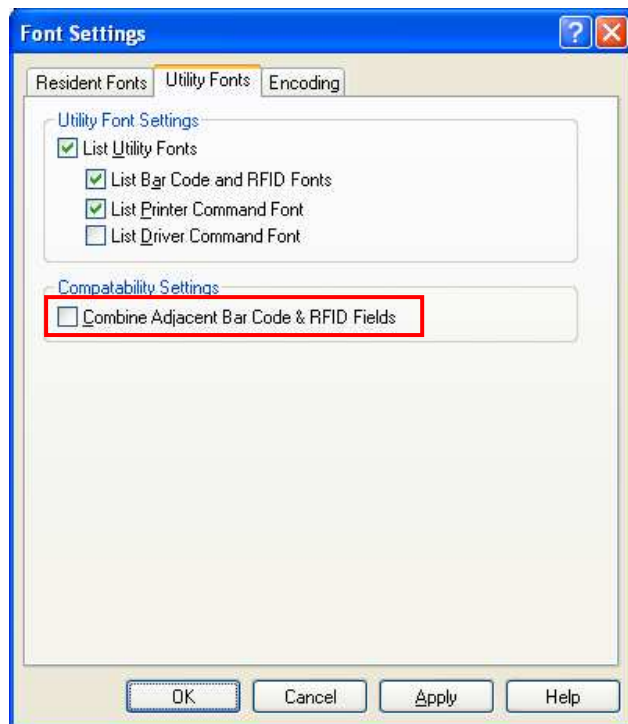 Font Settings
Resident Fonts Utility Fonts Encoding
Utility Font Settings
List Utility Fonts
List Bar Code and RFID Fonts
List Printer Command Font
List Driver Command Font
Compatability Settings
Combine Adjacent Bar Code & RFID Fields
OK Cancel Apply Help